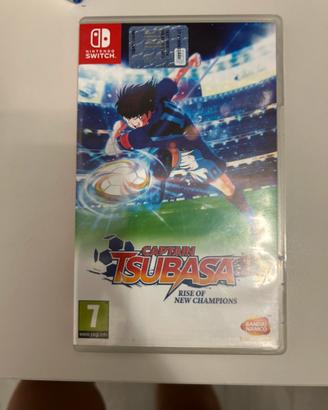 NINTENDO
SWITCH
CAPTAIN
TSUBASA
RISE OF
NEW CHAMPIONS
7
www.pegi.info
BANDAI
NAMCO